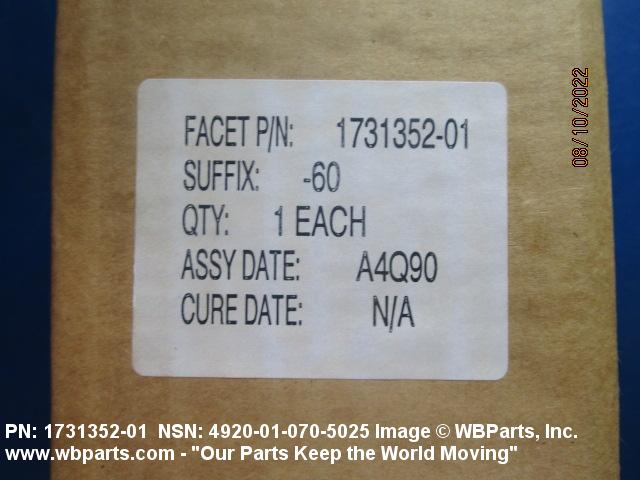 FACET P/N: 1731352-01
SUFFIX: -60
QTY: 1 EACH
ASSY DATE: A4Q90
CURE DATE: N/A
08/10/2022
PN: 1731352-01 NSN: 4920-01-070-5025 Image © WBParts, Inc.
www.wbparts.com - "Our Parts Keep the World Moving"